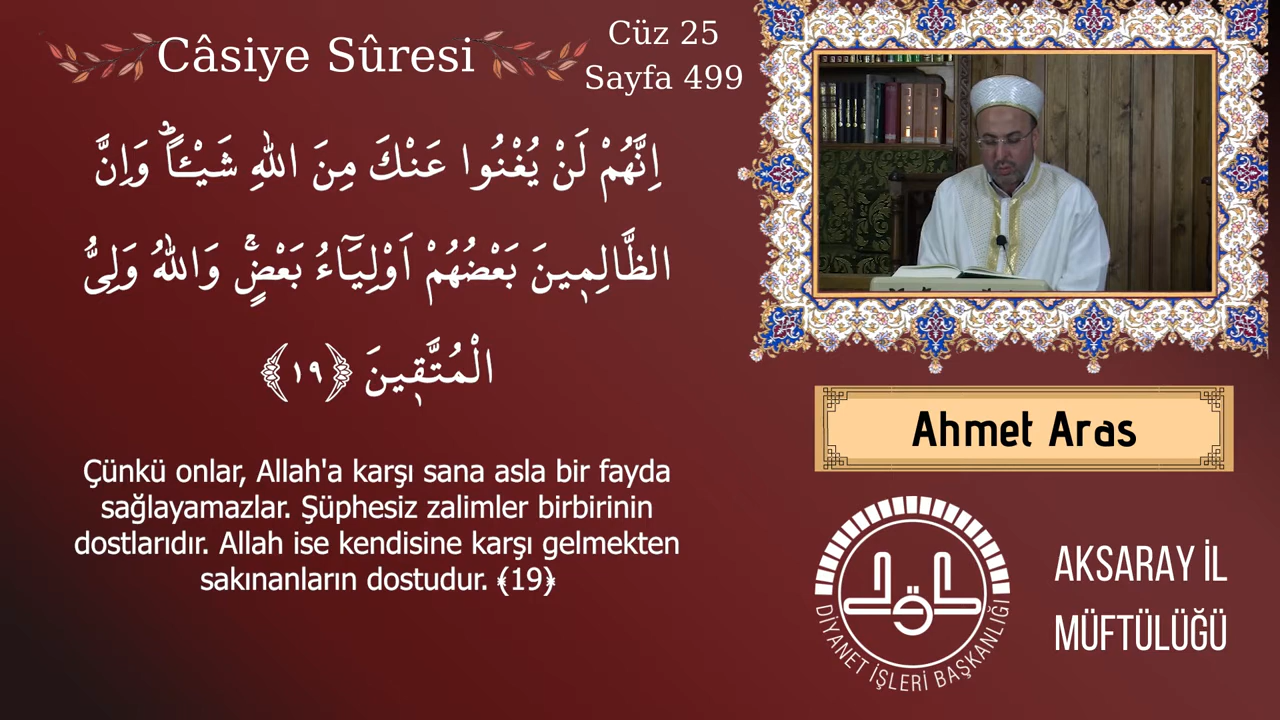 Câsiye Sûresi
Cüz 25
Sayfa 499
اِنَّهُمْ لَنْ يُغْنُوا عَنْكَ مِنَ اللّٰهِ شَيْـٔاًۜ وَاِنَّ
الظَّالِم۪ينَ بَعْضُهُمْ اَوْلِيَٓاءُ بَعْضٍۚ وَاللّٰهُ وَلِيُّ
الْمُتَّق۪ينَ ﴿١٩﴾
Çünkü onlar, Allah'a karşı sana asla bir fayda
sağlayamazlar. Şüphesiz zalimler birbirinin
dostlarıdır. Allah ise kendisine karşı gelmekten
sakınanların dostudur. ﴾19﴿
Ahmet Aras
DİYANET İŞLERİ BAŞKANLIĞI
AKSARAY İL
MÜFTÜLÜĞÜ